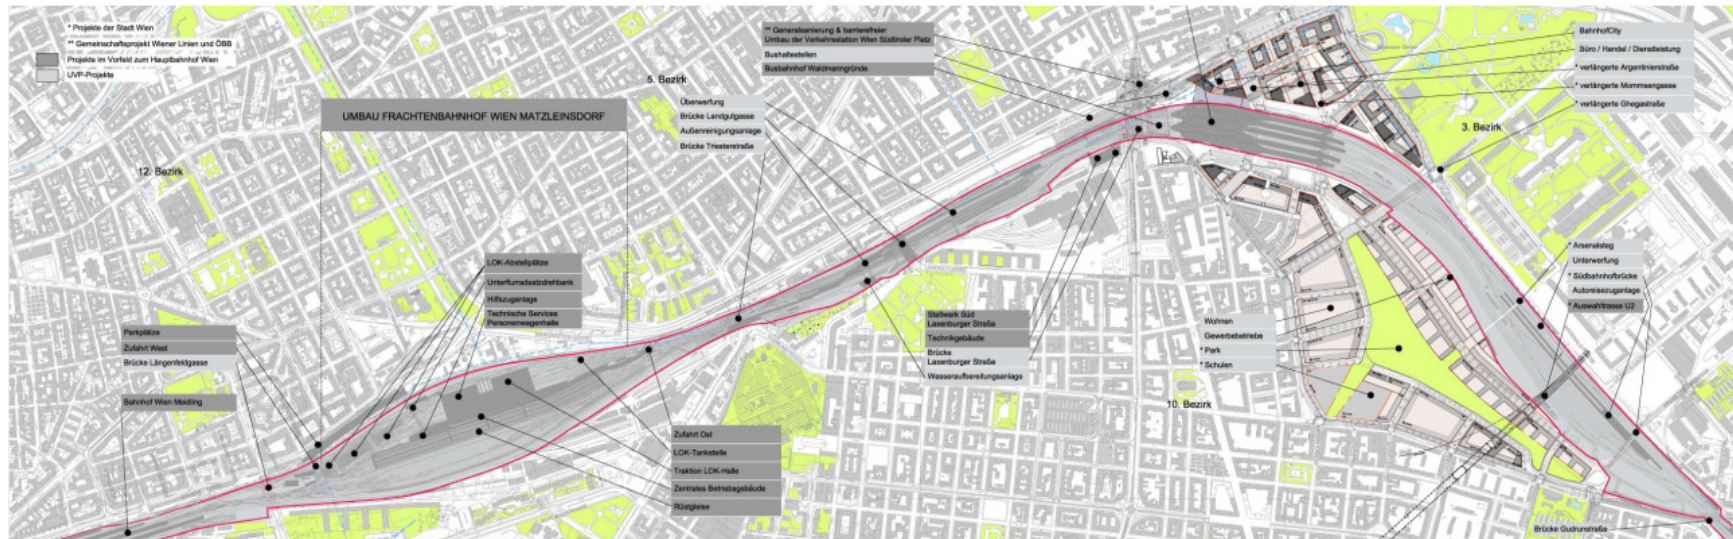 * Projekte der Stadt Wien
** Gemeinschaftsprojekt Wiener Linien und ÖBB
Projekte im Vorfeld zum Hauptbahnhof Wien
UVP-Projekte
UMBAU FRACHTENBAHNHOF WIEN MATZLEINSDORF
12. Bezirk
5. Bezirk
3. Bezirk
10. Bezirk
Überwerfung
Brücke Landgutgasse
Außenreinigungsanlage
Brücke Triesterstraße
** Generalsanierung & barrierefreier
Umbau der Verkehrsstation Wien Südtiroler Platz
Bushaltestellen
Busbahnhof Waldmanngründe
BahnhofCity
Büro / Handel / Dienstleistung
* verlängerte Argentinierstraße
* verlängerte Mommsengasse
* verlängerte Ghegastraße
LOK-Abstellplätze
Unterflurradsatzdrehbank
Hilfszuganlage
Technische Services
Personenwagenhalle
Parkplätze
Zufahrt West
Brücke Längenfeldgasse
Bahnhof Wien Meidling
Zufahrt Ost
LOK-Tankstelle
Traktion LOK-Halle
Zentrales Betriebsgebäude
Rüstgleise
Stellwerk Süd
Laxenburger Straße
Technikgebäude
Brücke
Laxenburger Straße
Wasseraufbereitungsanlage
Wohnen
Gewerbebetriebe
* Park
* Schulen
* Arsenalsteg
Unterwerfung
* Südbahnhofbrücke
Autoreisezuganlage
* Auswahltrasse U2
Brücke Gudrunstraße